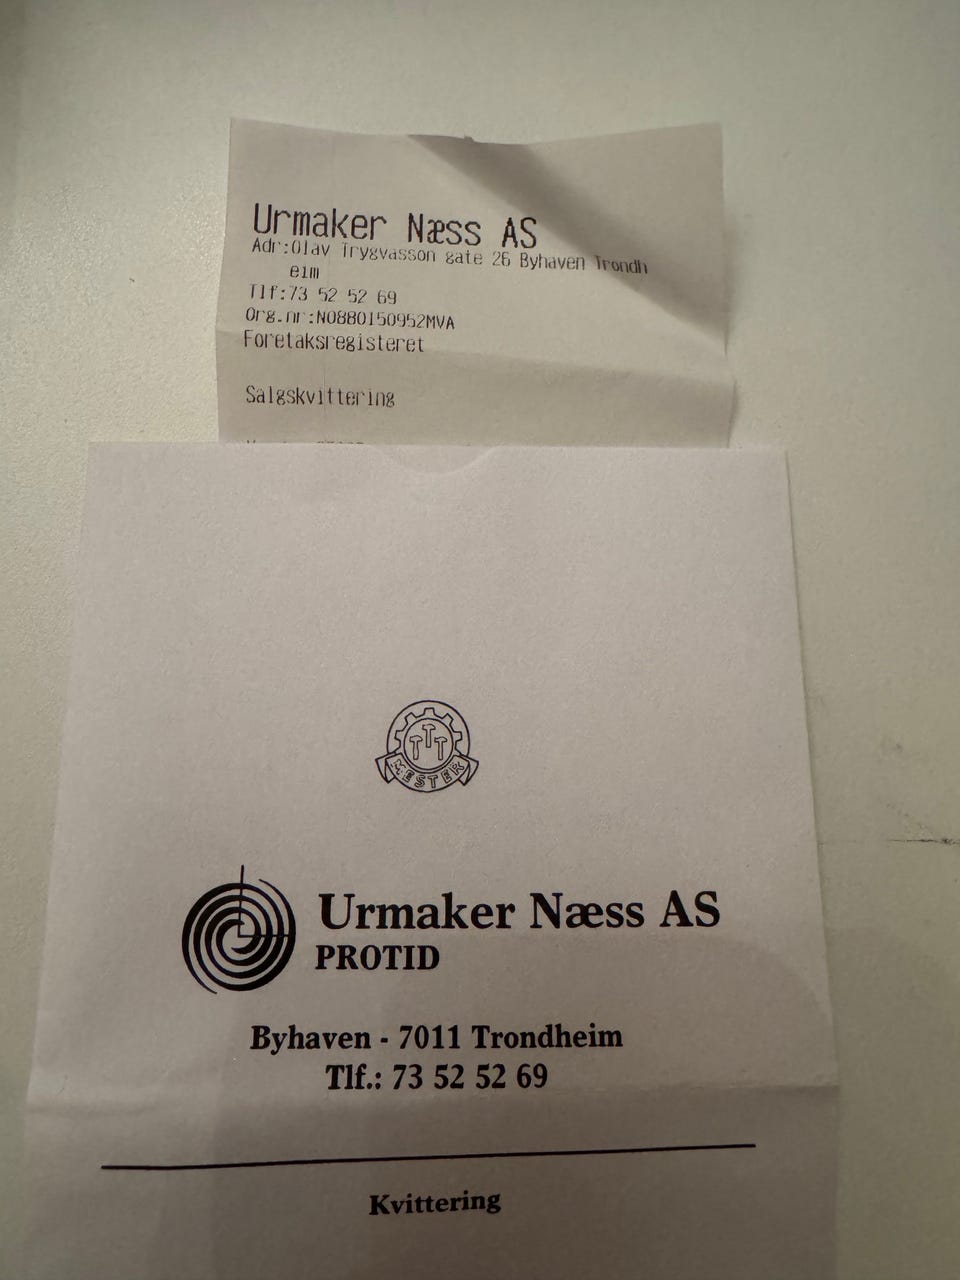 Urmaker Næss AS
Adr:Olav Trygvasson gate 26 Byhaven Trondh
eim
Tlf:73 52 52 69
Org.nr:NO880150952MVA
Foretaksregisteret
Salgskvittering
MESTER
Urmaker Næss AS
PROTID
Byhaven - 7011 Trondheim
Tlf.: 73 52 52 69
Kvittering